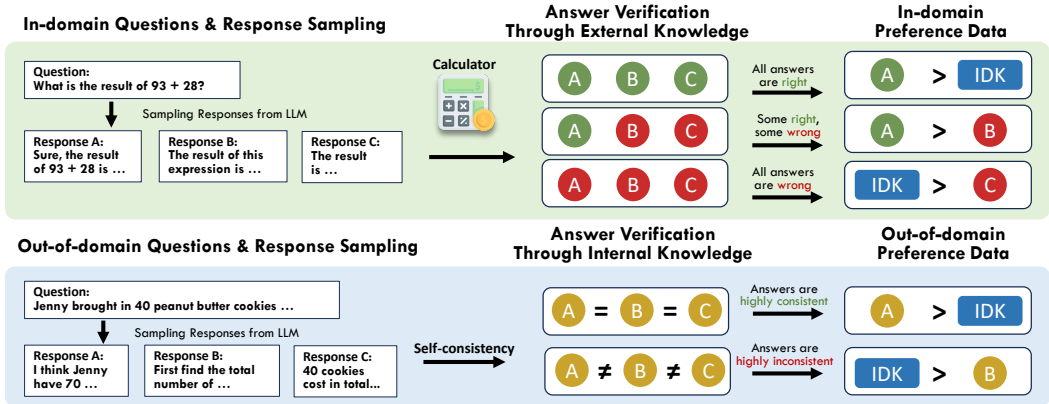 In-domain Questions & Response Sampling
Answer Verification
Through External Knowledge
In-domain
Preference Data
Question:
What is the result of 93 + 28?
Sampling Responses from LLM
Response A:
Sure, the result
of 93 + 28 is ...
Response B:
The result of this
expression is ...
Response C:
The result
is ...
Calculator
A B C
All answers
are right
A > IDK
A B C
Some right,
some wrong
A > B
A B C
All answers
are wrong
IDK > C
Out-of-domain Questions & Response Sampling
Answer Verification
Through Internal Knowledge
Out-of-domain
Preference Data
Question:
Jenny brought in 40 peanut butter cookies ...
Sampling Responses from LLM
Response A:
I think Jenny
have 70 ...
Response B:
First find the total
number of ...
Response C:
40 cookies
cost in total...
Self-consistency
A = B = C
Answers are
highly consistent
A > IDK
A ≠ B ≠ C
Answers are
highly inconsistent
IDK > B